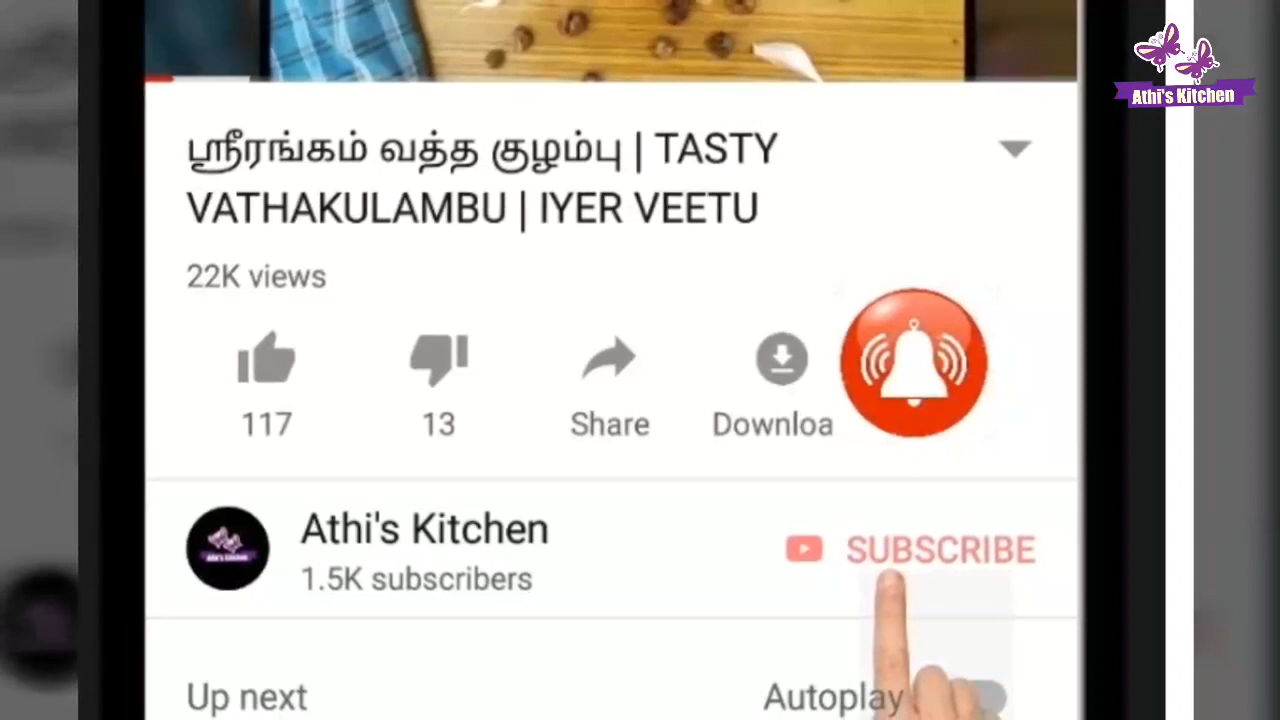 Athi's Kitchen
ஸ்ரீரங்கம் வத்த குழம்பு | TASTY
VATHAKULAMBU | IYER VEETU
22K views
117
13
Share
Downloa
Athi's Kitchen
1.5K subscribers
SUBSCRIBE
Up next
Autoplay